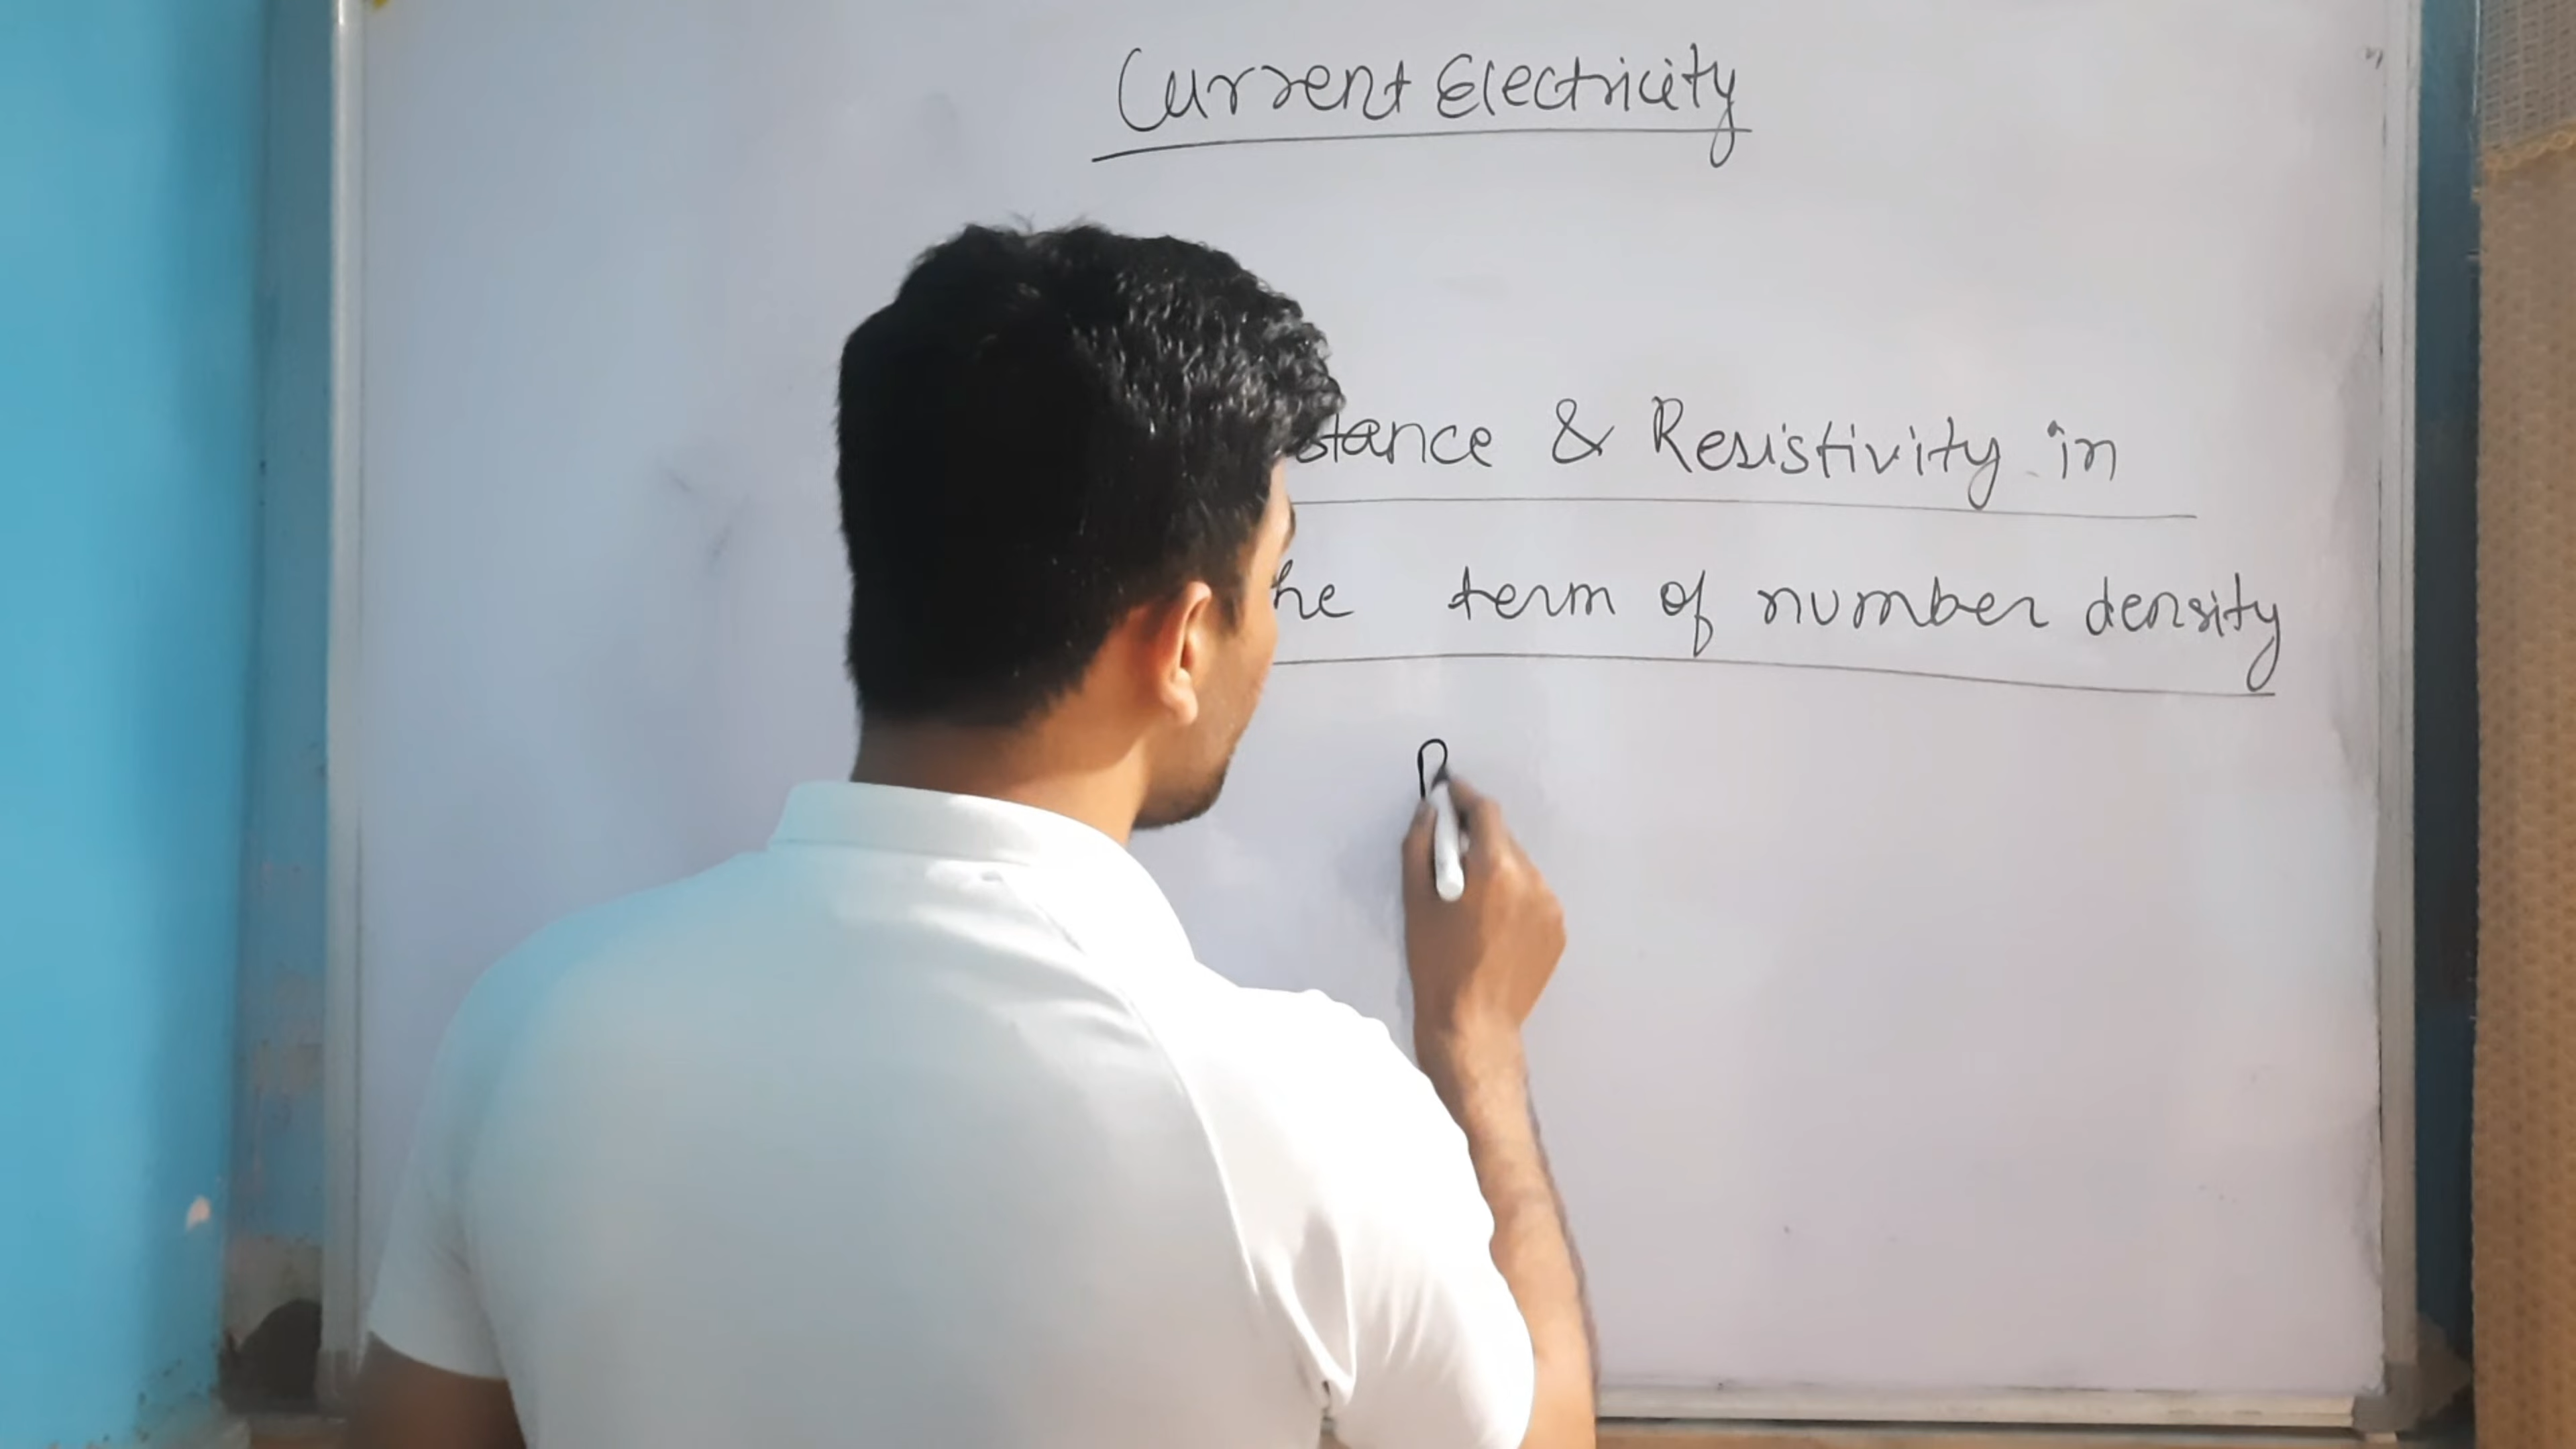 Current Electricity
stance & Resistivity in
he term of number density